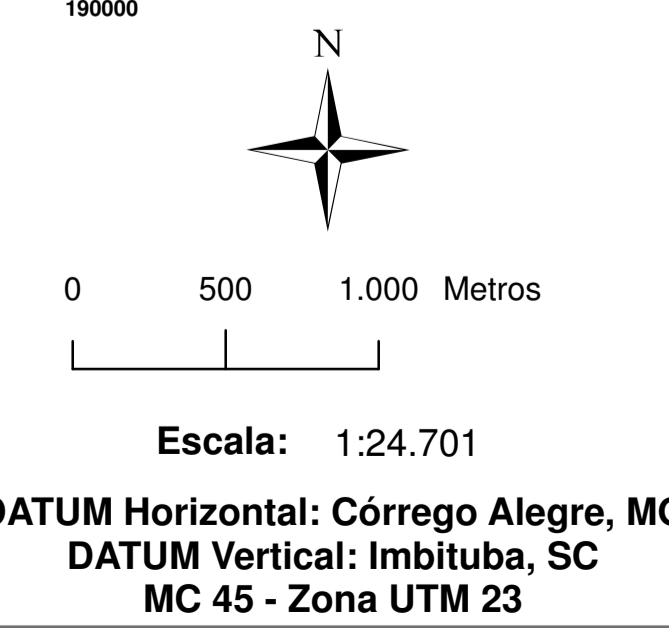 190000
N
0 500 1.000 Metros
Escala: 1:24.701
DATUM Horizontal: Córrego Alegre,
DATUM Vertical: Imbituba, SC
MC 45 - Zona UTM 23